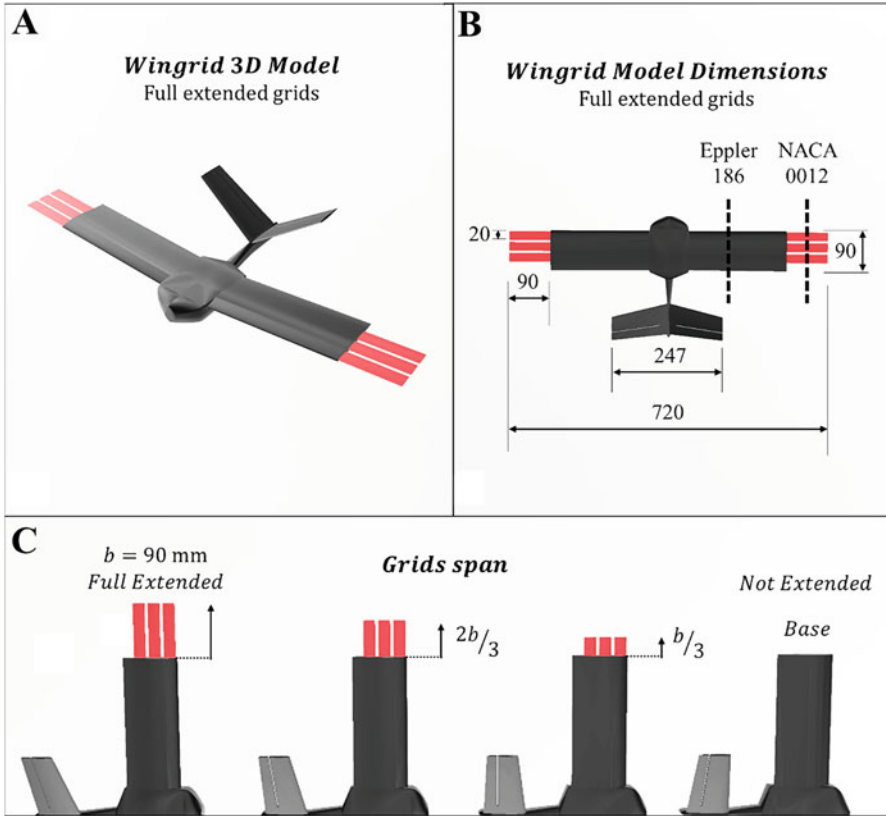 A
Wingrid 3D Model
Full extended grids
B
Wingrid Model Dimensions
Full extended grids
Eppler
186
NACA
0012
20
90
90
247
720
C
b = 90 mm
Full Extended
Grids span
2b/3
b/3
Not Extended
Base